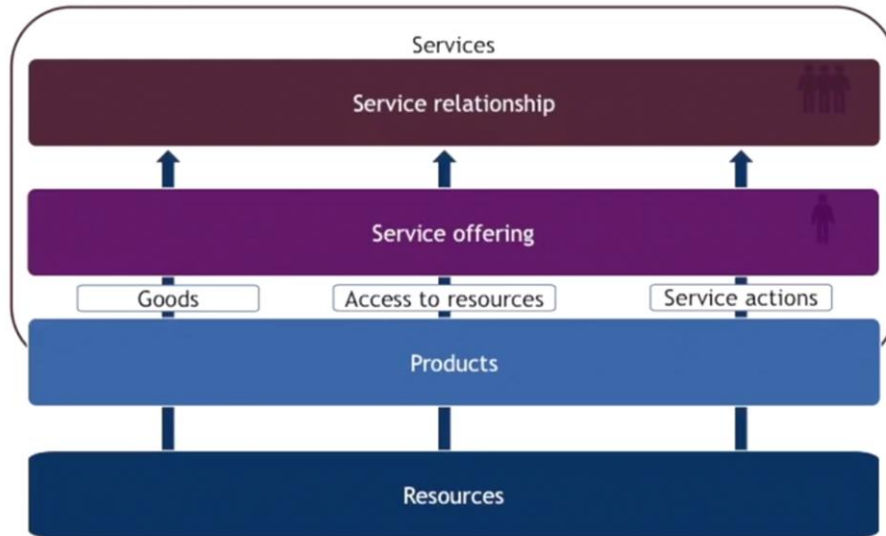 Services
Service relationship
Service offering
Goods
Access to resources
Service actions
Products
Resources